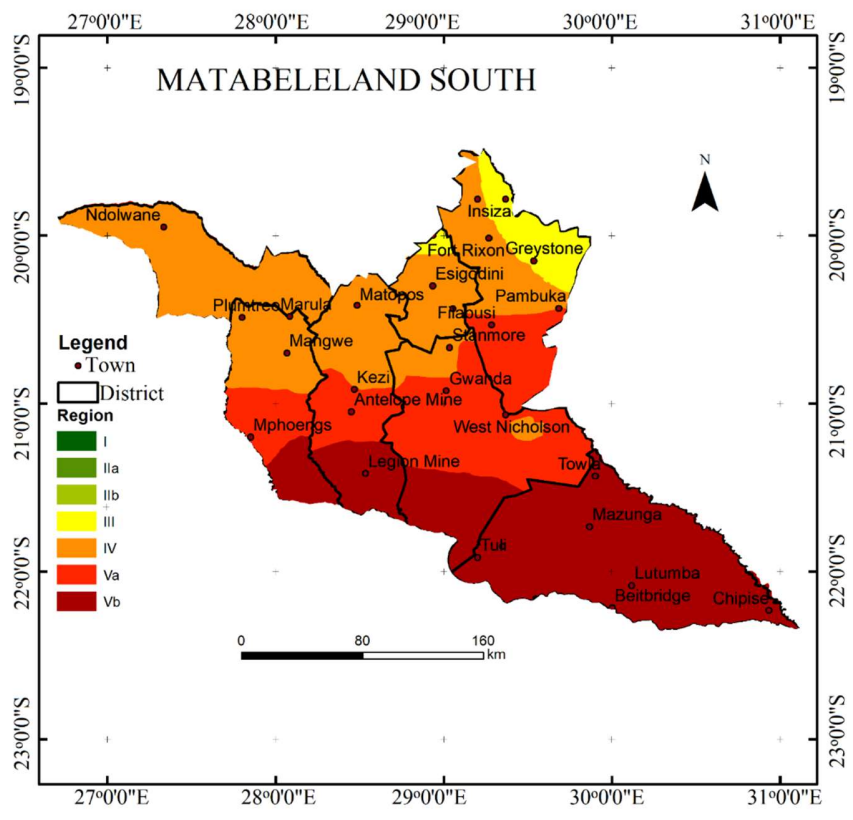 27º0'0"E 28º0'0"E 29º0'0"E 30º0'0"E 31º0'0"E
19º0'0"S 19º0'0"S
MATABELELAND SOUTH
N
Ndolwane
Insiza
20º0'0"S 20º0'0"S
Fort Rixon Greystone
Esigodini
Matopos Pambuka
Plumtree Marula
Filabusi
Stanmore
Mangwe
Legend
Town
District
Kezi Gwanda
Antelope Mine
Region
21º0'0"S 21º0'0"S
Mphoengs West Nicholson
I
IIa
Legion Mine Towla
IIb
III
Mazunga
IV
Tuli
Va
22º0'0"S 22º0'0"S
Lutumba
Vb
Beitbridge Chipise
0 80 160
km
23º0'0"S 23º0'0"S
27º0'0"E 28º0'0"E 29º0'0"E 30º0'0"E 31º0'0"E